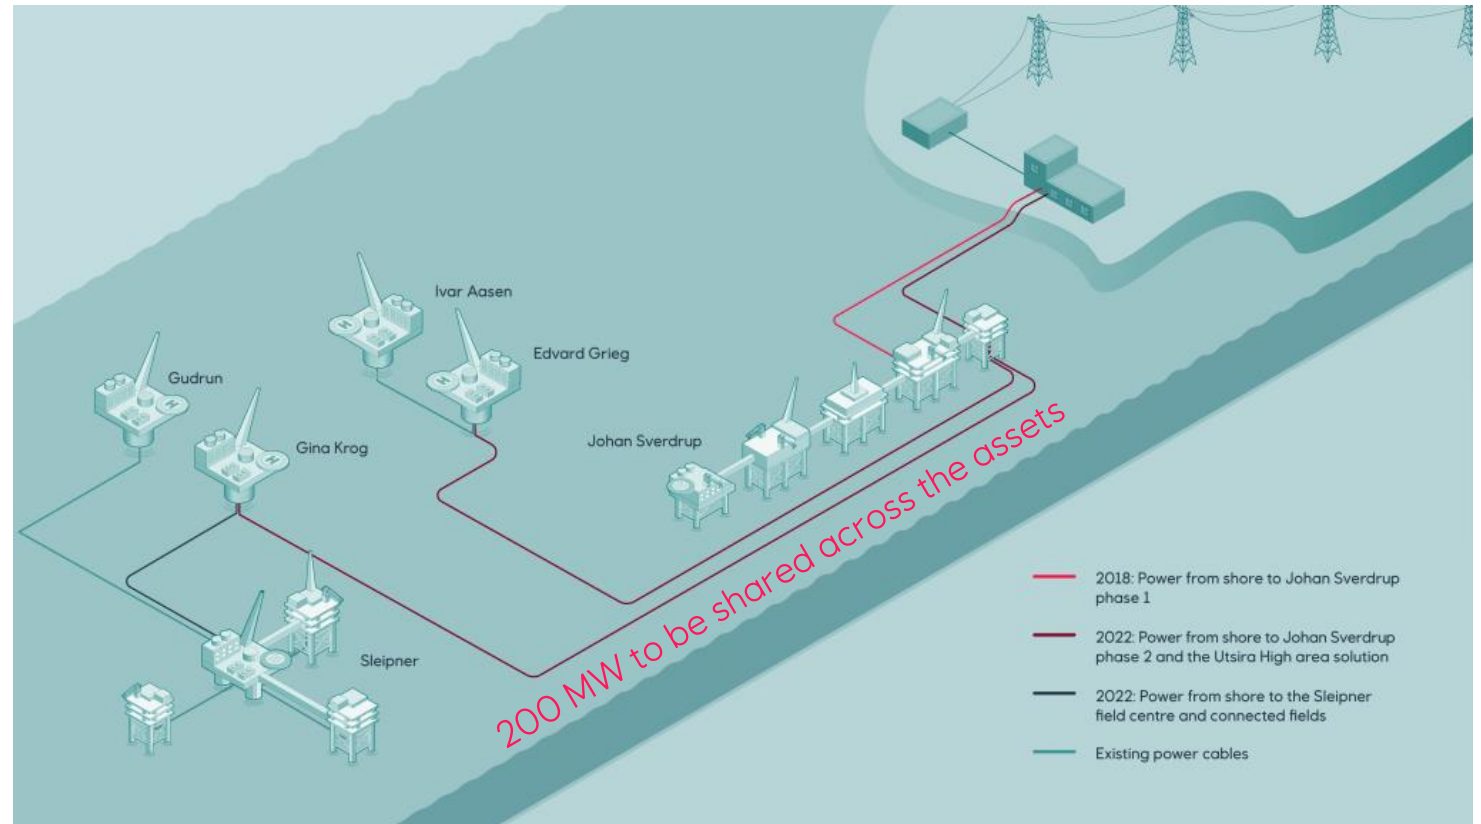 Ivar Aasen
Edvard Grieg
Gudrun
Gina Krog
Johan Sverdrup
Sleipner
200 MW to be shared across the assets
2018: Power from shore to Johan Sverdrup
phase 1
2022: Power from shore to Johan Sverdrup
phase 2 and the Utsira High area solution
2022: Power from shore to the Sleipner
field centre and connected fields
Existing power cables